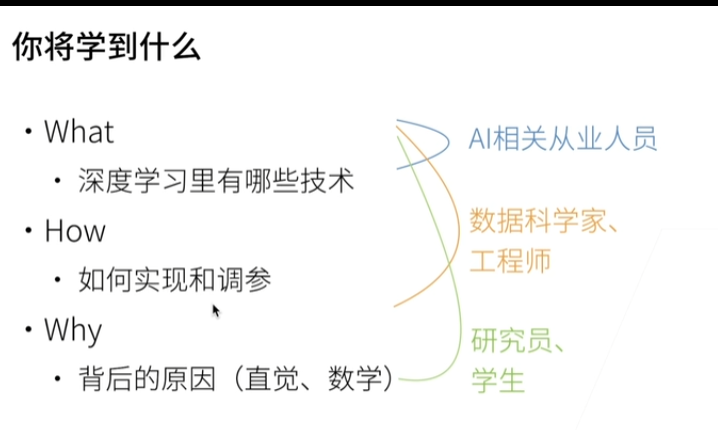 你将学到什么
• What
• 深度学习里有哪些技术
• How
• 如何实现和调参
• Why
• 背后的原因（直觉、数学）
AI相关从业人员
数据科学家、
工程师
研究员、
学生